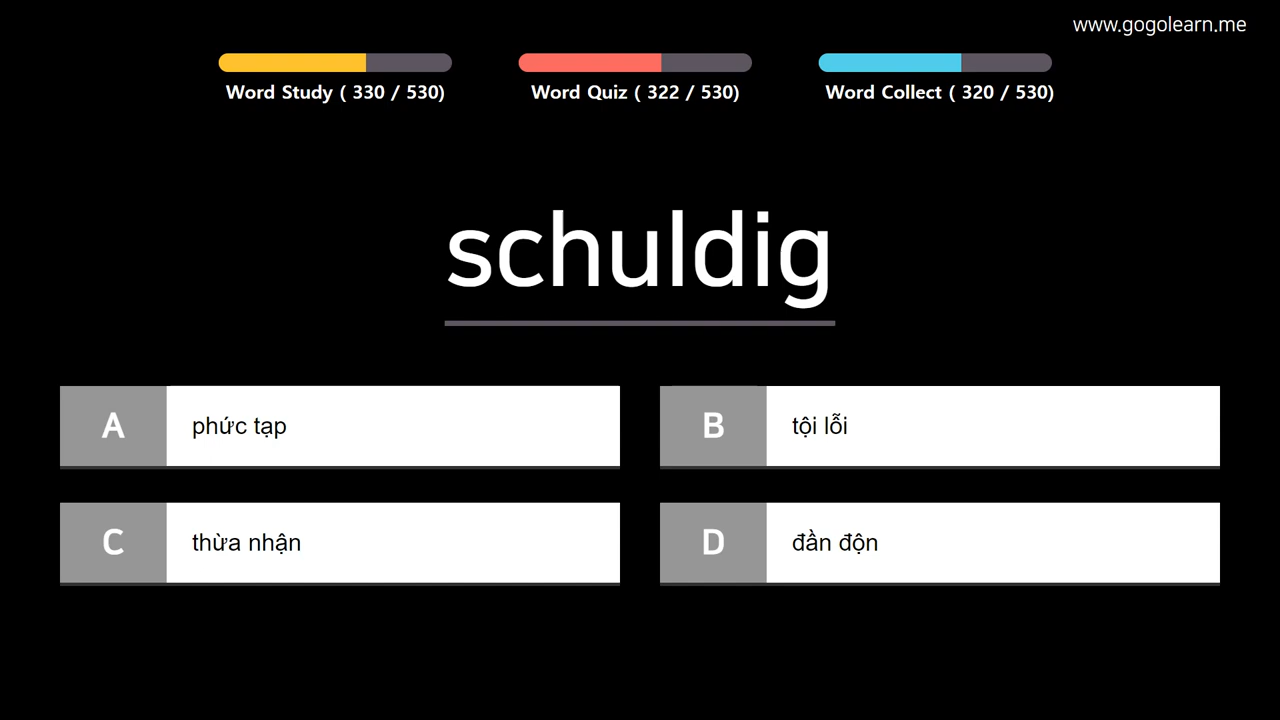 www.gogolearn.me
Word Study ( 330 / 530) Word Quiz ( 322 / 530) Word Collect ( 320 / 530)
schuldig
A phức tạp B tội lỗi
C thừa nhận D đần độn